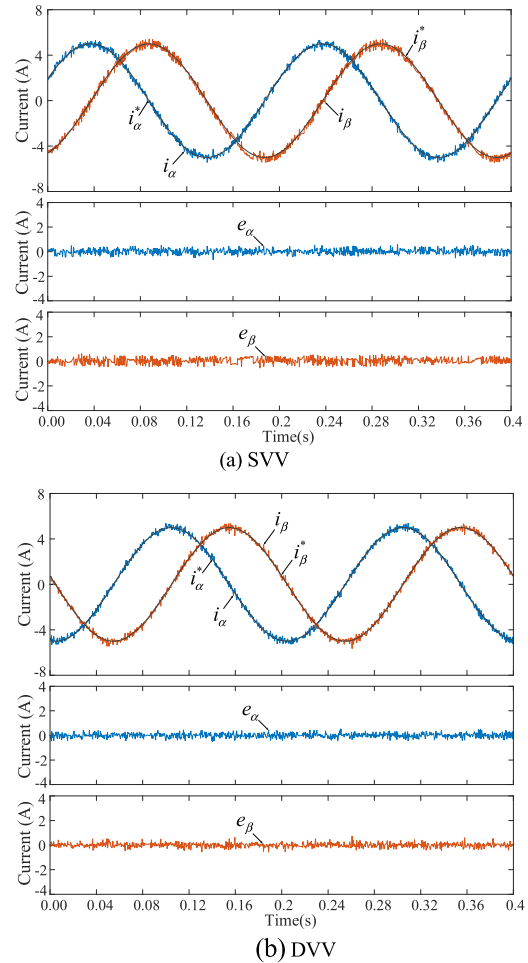 8
4
0
-4
-8
Current (A)
i*α
iα
iβ
i*β
4
2
0
-2
-4
Current (A)
eα
4
2
0
-2
-4
Current (A)
eβ
0.00 0.04 0.08 0.12 0.16 0.2 0.24 0.28 0.32 0.36 0.4
Time(s)
(a) SVV
8
4
0
-4
-8
Current (A)
iβ
i*β
i*α
iα
4
2
0
-2
-4
Current (A)
eα
4
2
0
-2
-4
Current (A)
eβ
0.00 0.04 0.08 0.12 0.16 0.2 0.24 0.28 0.32 0.36 0.4
Time(s)
(b) DVV